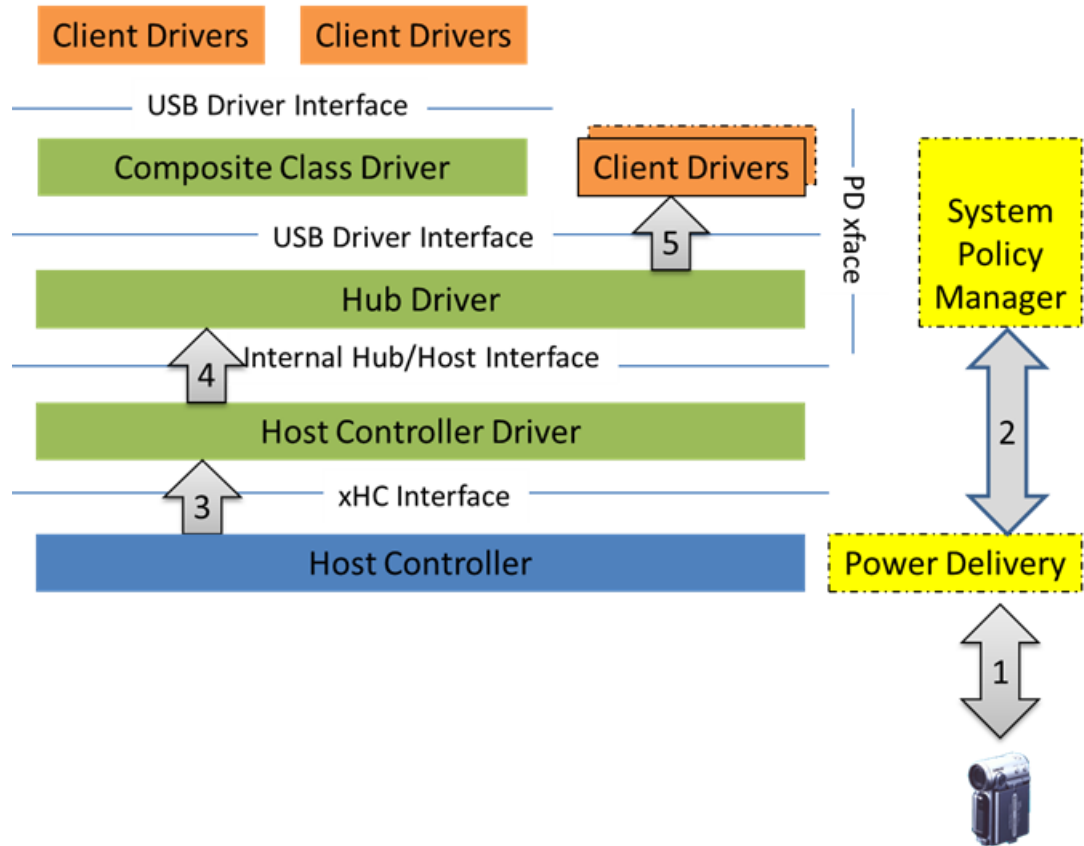 Client Drivers
Client Drivers
USB Driver Interface
Composite Class Driver
Client Drivers
PD xface
System
Policy
Manager
USB Driver Interface
5
Hub Driver
Internal Hub/Host Interface
4
Host Controller Driver
2
xHC Interface
3
Host Controller
Power Delivery
1